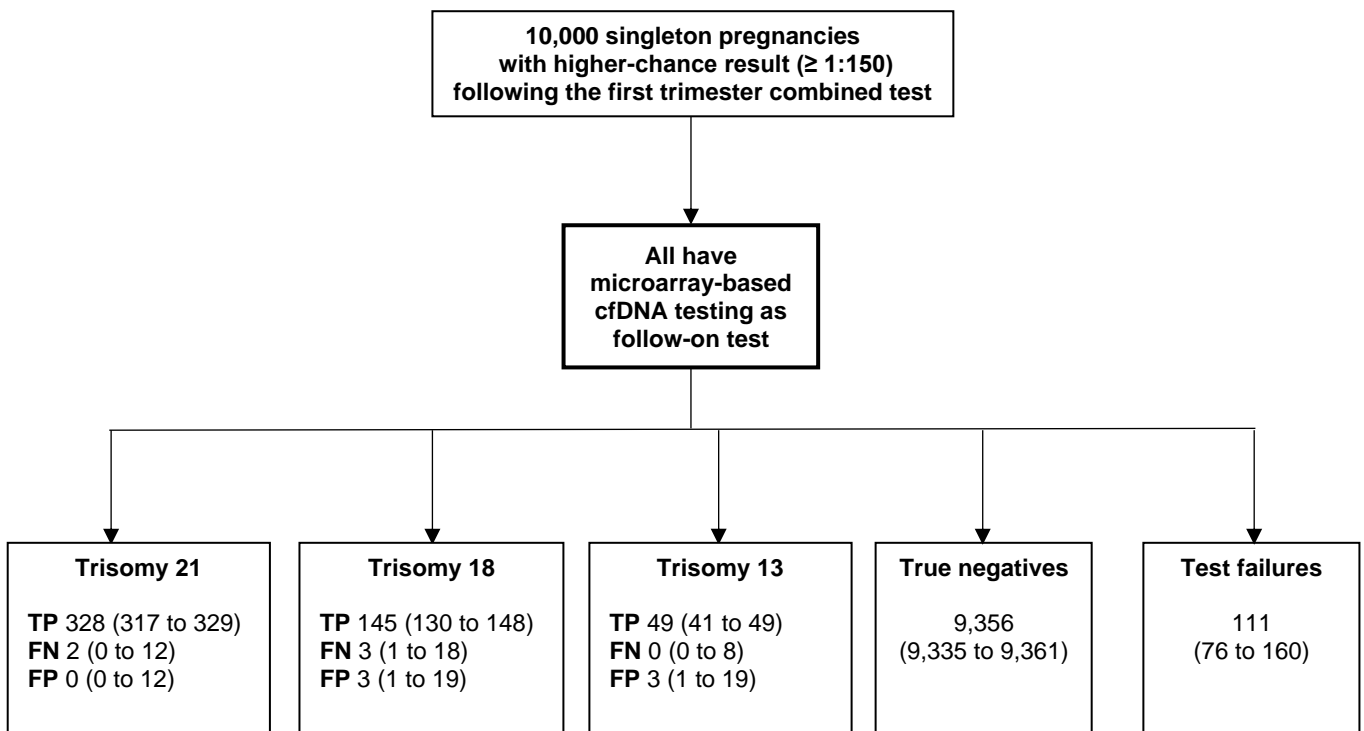 10,000 singleton pregnancies
with higher-chance result (≥ 1:150)
following the first trimester combined test
All have
microarray-based
cfDNA testing as
follow-on test
Trisomy 21
TP 328 (317 to 329)
FN 2 (0 to 12)
FP 0 (0 to 12)
Trisomy 18
TP 145 (130 to 148)
FN 3 (1 to 18)
FP 3 (1 to 19)
Trisomy 13
TP 49 (41 to 49)
FN 0 (0 to 8)
FP 3 (1 to 19)
True negatives
9,356
(9,335 to 9,361)
Test failures
111
(76 to 160)